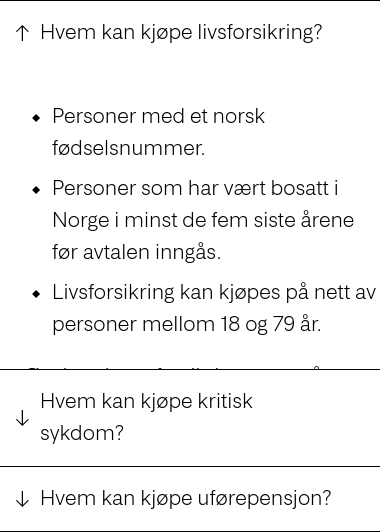 ↑ Hvem kan kjøpe livsforsikring?
◆ Personer med et norsk
fødselsnummer.
◆ Personer som har vært bosatt i
Norge i minst de fem siste årene
før avtalen inngås.
◆ Livsforsikring kan kjøpes på nett av
personer mellom 18 og 79 år.
↓ Hvem kan kjøpe kritisk
sykdom?
↓ Hvem kan kjøpe uførepensjon?